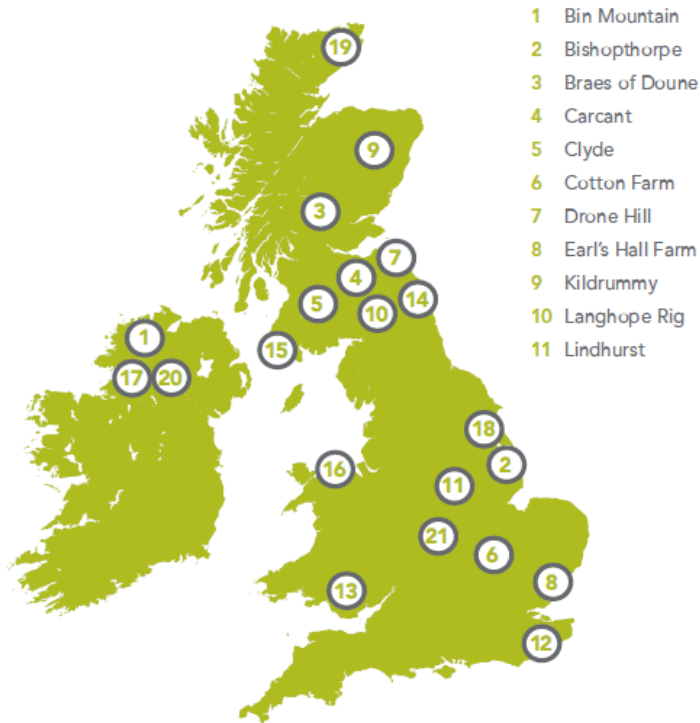 1 Bin Mountain
2 Bishopthorpe
3 Braes of Doune
4 Carcant
5 Clyde
6 Cotton Farm
7 Drone Hill
8 Earl's Hall Farm
9 Kildrummy
10 Langhope Rig
11 Lindhurst
19
9
3
7
4
14
5
10
1
15
17 20
18
2
16
11
21
6
8
13
12